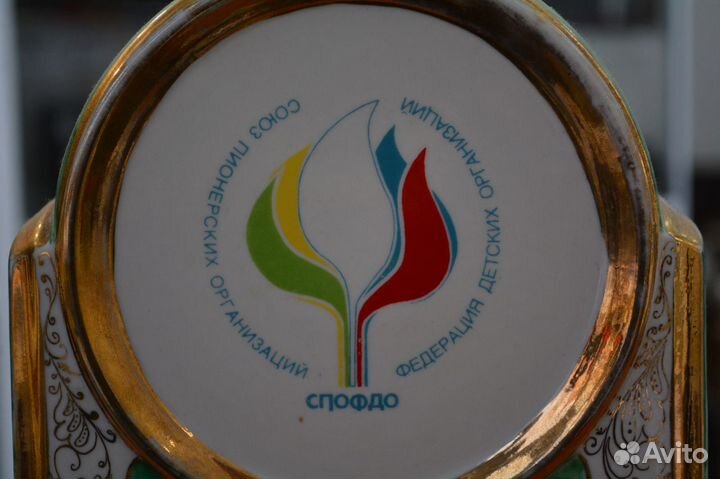 СОЮЗ ПИОНЕРСКИХ ОРГАНИЗАЦИЙ
ФЕДЕРАЦИЯ ДЕТСКИХ ОРГАНИЗАЦИЙ
СПОФДО
Avito